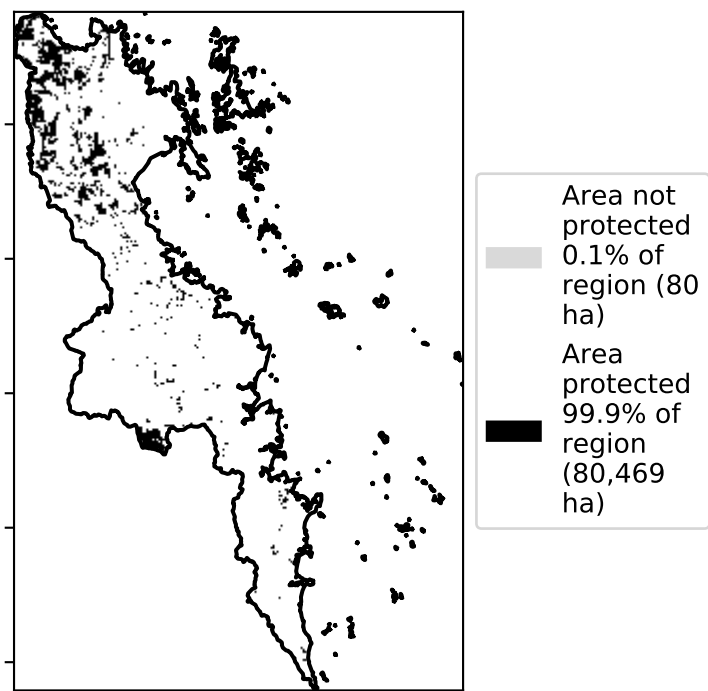 Area not
protected
0.1% of
region (80
ha)
Area
protected
99.9% of
region
(80,469
ha)